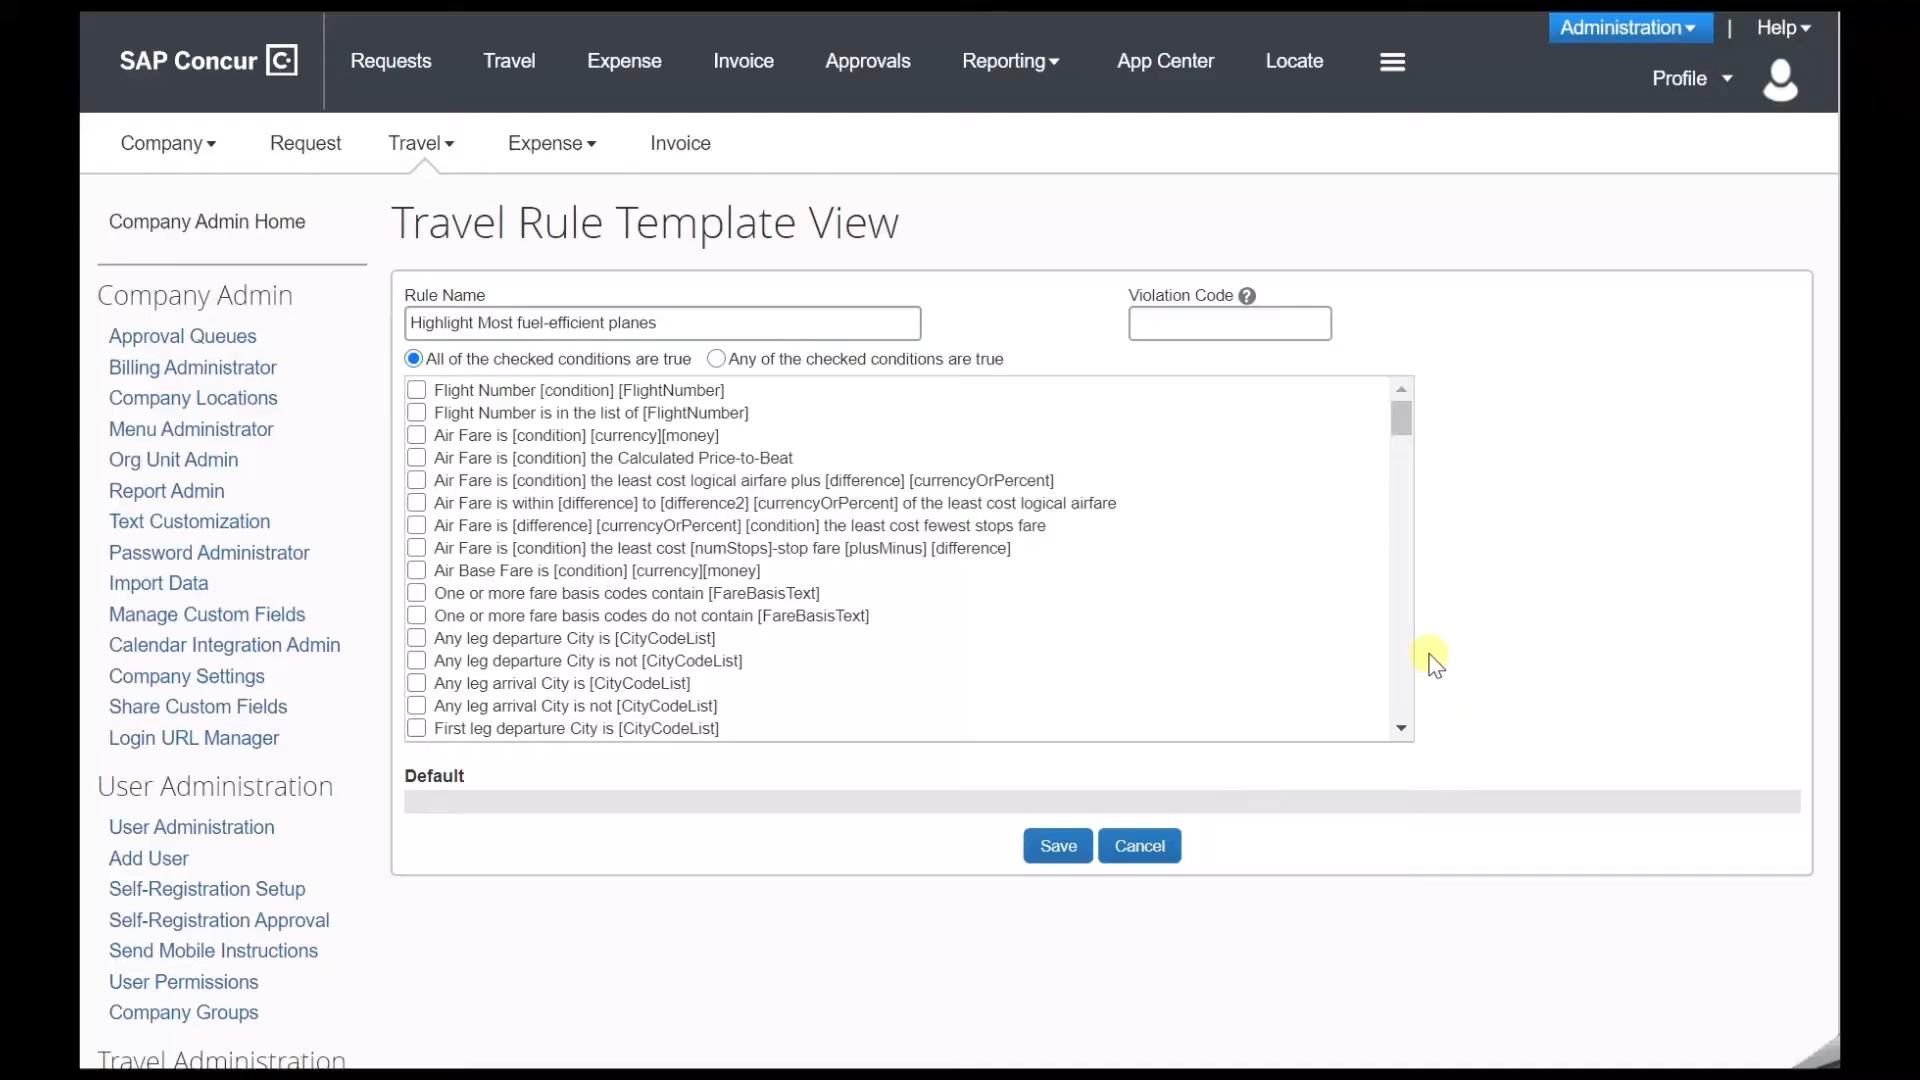 SAP Concur C.
Requests
Travel
Expense
Invoice
Approvals
Reporting
App Center
Locate
Administration
|
Help
Profile
Company
Request
Travel
Expense
Invoice
Company Admin Home
Company Admin
Approval Queues
Billing Administrator
Company Locations
Menu Administrator
Org Unit Admin
Report Admin
Text Customization
Password Administrator
Import Data
Manage Custom Fields
Calendar Integration Admin
Company Settings
Share Custom Fields
Login URL Manager
User Administration
User Administration
Add User
Self-Registration Setup
Self-Registration Approval
Send Mobile Instructions
User Permissions
Company Groups
Travel Administration
Travel Rule Template View
Rule Name
Highlight Most fuel-efficient planes
Violation Code ?
All of the checked conditions are true
Any of the checked conditions are true
Flight Number [condition] [FlightNumber]
Flight Number is in the list of [FlightNumber]
Air Fare is [condition] [currency][money]
Air Fare is [condition] the Calculated Price-to-Beat
Air Fare is [condition] the least cost logical airfare plus [difference] [currencyOrPercent]
Air Fare is within [difference] to [difference2] [currencyOrPercent] of the least cost logical airfare
Air Fare is [difference] [currencyOrPercent] [condition] the least cost fewest stops fare
Air Fare is [condition] the least cost [numStops]-stop fare [plusMinus] [difference]
Air Base Fare is [condition] [currency][money]
One or more fare basis codes contain [FareBasisText]
One or more fare basis codes do not contain [FareBasisText]
Any leg departure City is [CityCodeList]
Any leg departure City is not [CityCodeList]
Any leg arrival City is [CityCodeList]
Any leg arrival City is not [CityCodeList]
First leg departure City is [CityCodeList]
Default
Save
Cancel